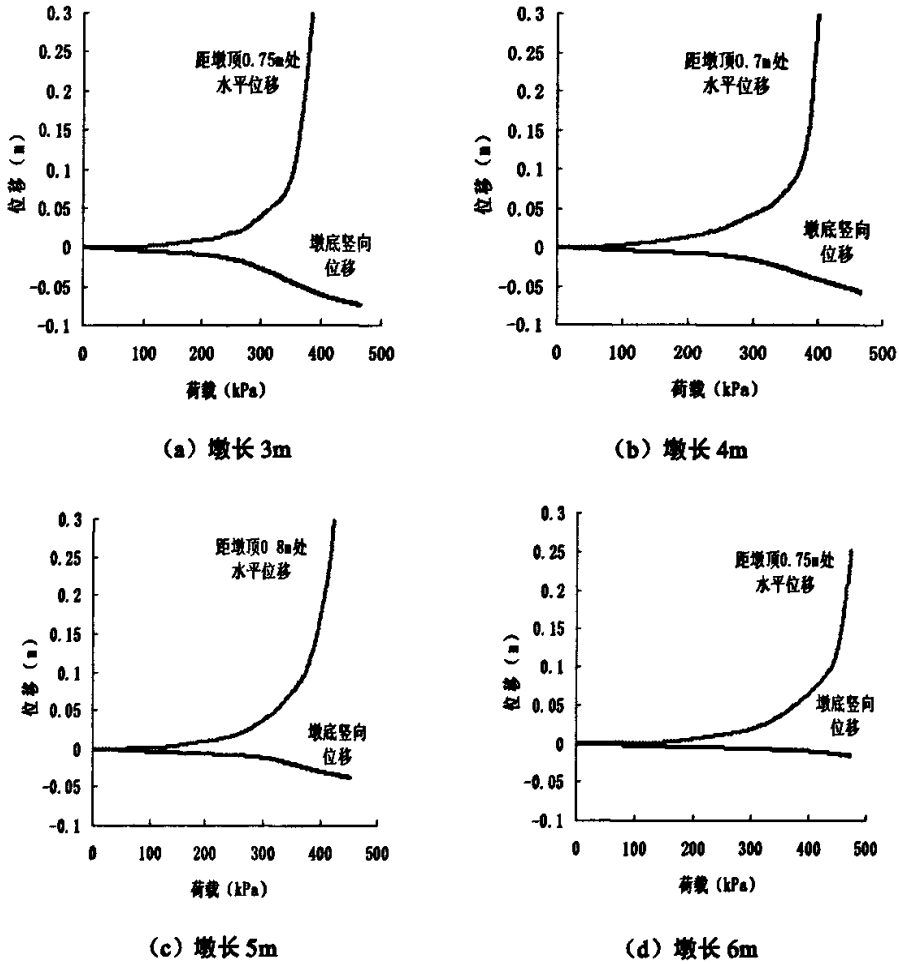 0.3
0.25
0.2
0.15
0.1
0.05
0
-0.05
-0.1
位移（m）
距墩顶0.75m处
水平位移
墩底竖向
位移
0 100 200 300 400 500
荷载（kPa）
（a）墩长 3m
0.3
0.25
0.2
0.15
0.1
0.05
0
-0.05
-0.1
位移（m）
距墩顶0.7m处
水平位移
墩底竖向
位移
0 100 200 300 400 500
荷载（kPa）
（b）墩长 4m
0.3
0.25
0.2
0.15
0.1
0.05
0
-0.05
-0.1
位移（m）
距墩顶0 8m处
水平位移
墩底竖向
位移
0 100 200 300 400 500
荷载（kPa）
（c）墩长 5m
0.3
0.25
0.2
0.15
0.1
0.05
0
-0.05
-0.1
位移（m）
距墩顶0.75m处
水平位移
墩底竖向
位移
0 100 200 300 400 500
荷载（kPa）
（d）墩长 6m